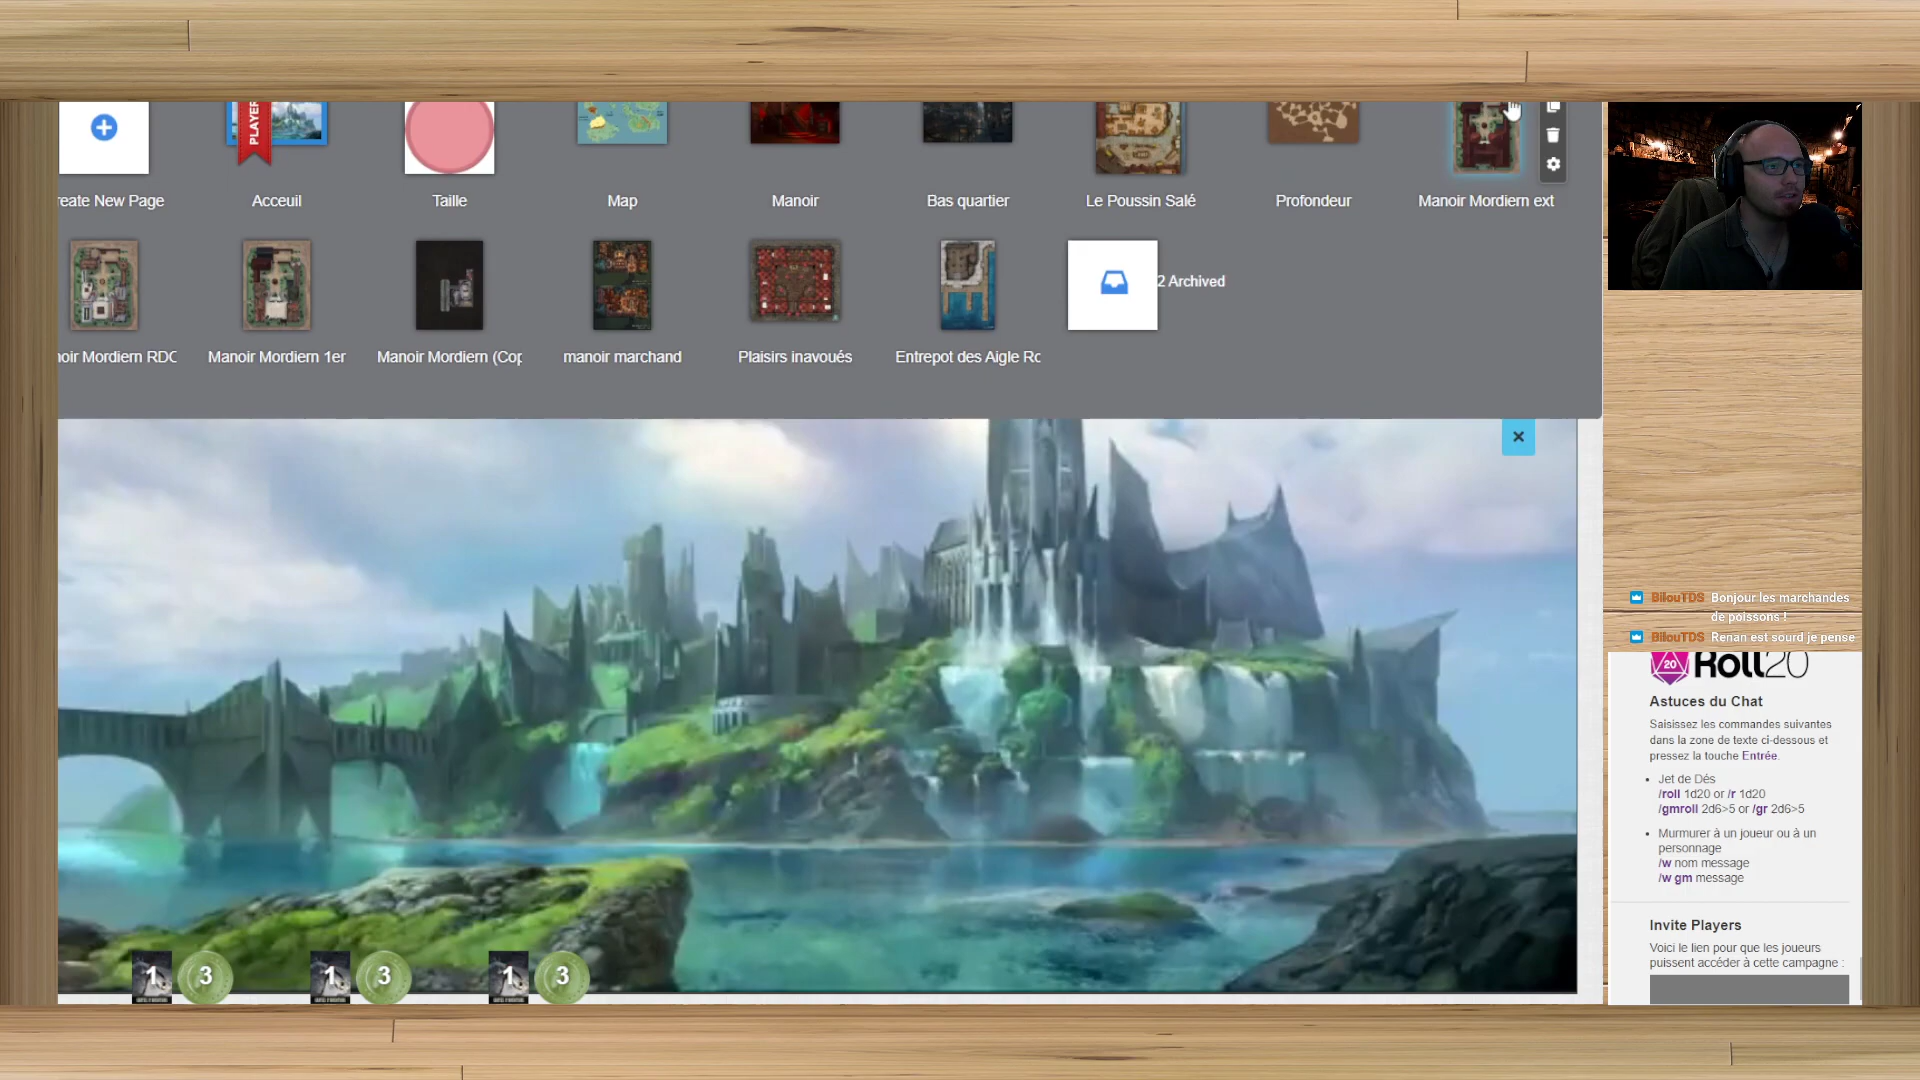 PLAYER
reate New Page
Acceuil
Taille
Map
Manoir
Bas quartier
Le Poussin Salé
Profondeur
Manoir Mordiern ext
oir Mordiern RDC
Manoir Mordiern 1er
Manoir Mordiern (Cop
manoir marchand
Plaisirs inavoués
Entrepot des Aigle Ro
2 Archived
BilouTDS Bonjour les marchandes
de poissons !
BilouTDS Renan est sourd je pense
20 Roll20
Astuces du Chat
Saisissez les commandes suivantes
dans la zone de texte ci-dessous et
pressez la touche Entrée.
• Jet de Dés
/roll 1d20 or /r 1d20
/gmroll 2d6>5 or /gr 2d6>5
• Murmurer à un joueur ou à un
personnage
/w nom message
/w gm message
Invite Players
Voici le lien pour que les joueurs
puissent accéder à cette campagne :
1 3 1 3 1 3